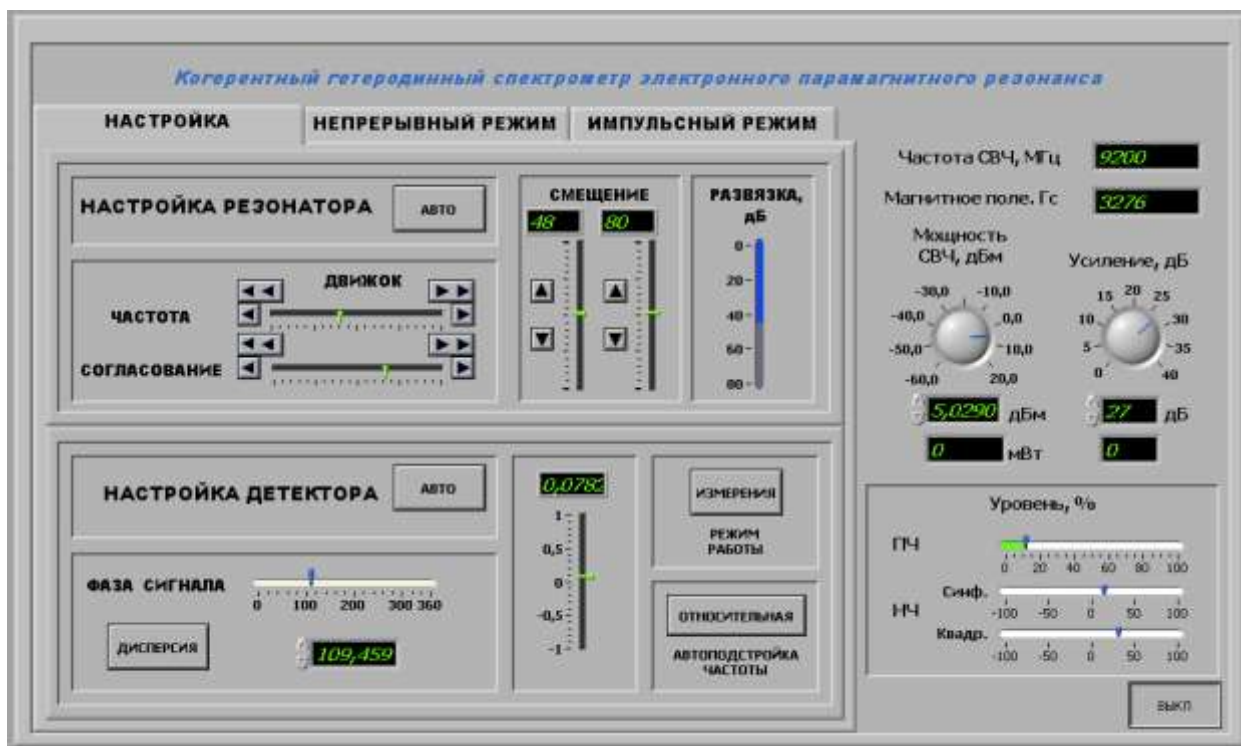 Когерентный гетеродинный спектрометр электронного парамагнитного резонанса
НАСТРОЙКА
НЕПРЕРЫВНЫЙ РЕЖИМ
ИМПУЛЬСНЫЙ РЕЖИМ
НАСТРОЙКА РЕЗОНАТОРА
АВТО
ДВИЖОК
ЧАСТОТА
СОГЛАСОВАНИЕ
СМЕЩЕНИЕ
48 80
РАЗВЯЗКА,
дБ
0
20
40
60
80
НАСТРОЙКА ДЕТЕКТОРА
АВТО
ФАЗА СИГНАЛА
0 100 200 300 360
ДИСПЕРСИЯ
109,459
0,0782
1
0,5
0
-0,5
-1
ИЗМЕРЕНИЯ
РЕЖИМ
РАБОТЫ
ОТНОСИТЕЛЬНАЯ
АВТОПОДСТРОЙКА
ЧАСТОТЫ
Частота СВЧ, МГц 9200
Магнитное поле. Гс 3276
Мощность
СВЧ, дБм
-30,0 -10,0
-40,0 0,0
-50,0 10,0
-60,0 20,0
5,0290 дБм
0 мВт
Усиление, дБ
15 20 25
10 30
5 35
0 40
27 дБ
0
Уровень, %
ПЧ
0 20 40 60 80 100
НЧ
Синф.
-100 -50 0 50 100
Квадр.
-100 -50 0 50 100
ВЫКЛ